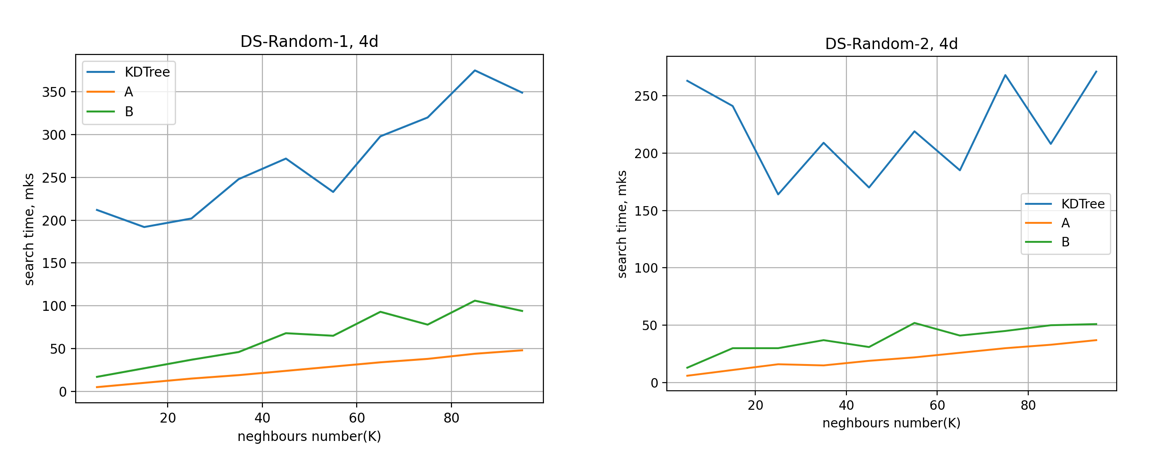 DS-Random-1, 4d
KDTree
A
B
350
300
250
200
150
100
50
0
search time, mks
20 40 60 80
neghbours number(K)
DS-Random-2, 4d
250
200
150
100
50
0
search time, mks
KDTree
A
B
20 40 60 80
neghbours number(K)